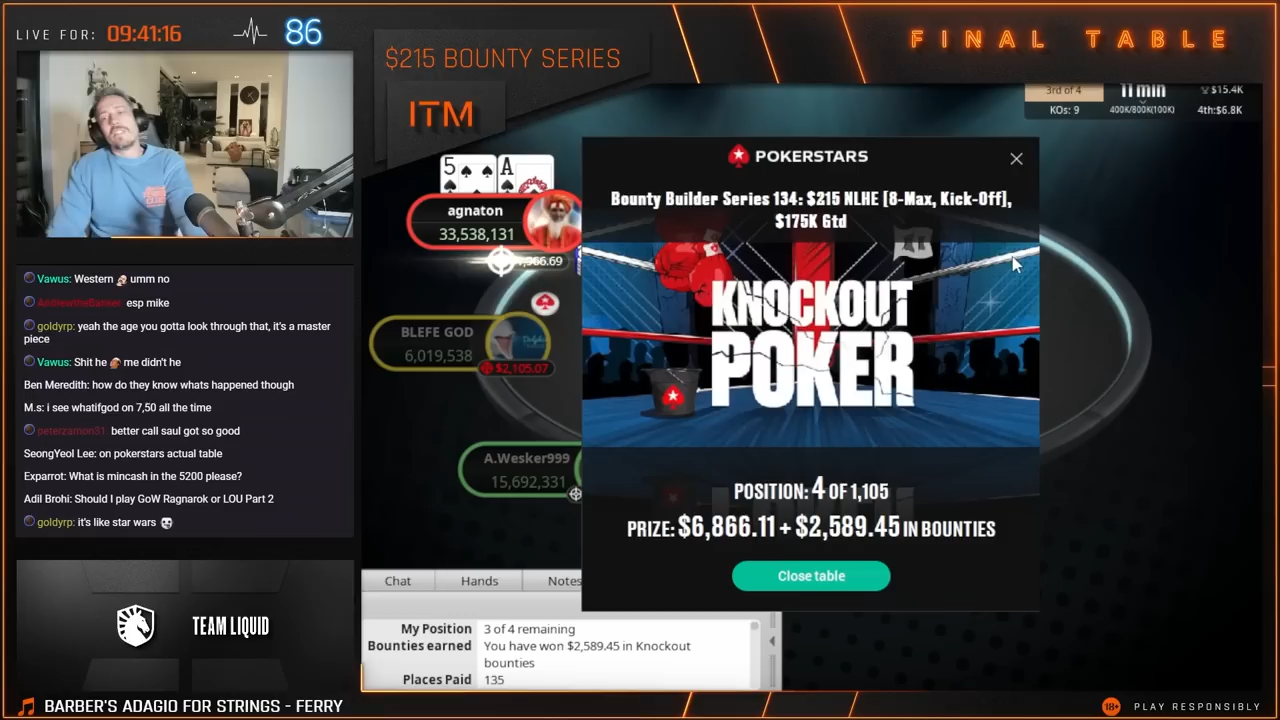 LIVE FOR: 09:41:16 86
$215 BOUNTY SERIES
ITM
FINAL TABLE
3rd of 4 11 min $15.4K
KOs: 9 400K/800K(100K) 4th:$6.8K
5 A
agnaton
33,538,131
,966.69
BLEFE GOD
6,019,538
$2,105.07
A.Wesker999
15,692,331
POKERSTARS
Bounty Builder Series 134: $215 NLHE [8-Max, Kick-Off],
$175K Gtd
KNOCKOUT
POKER
POSITION: 4 OF 1,105
PRIZE: $6,866.11 + $2,589.45 IN BOUNTIES
Close table
Vawus: Western umm no
esp mike
goldyrp: yeah the age you gotta look through that, it's a master
piece
Vawus: Shit he me didn't he
Ben Meredith: how do they know whats happened though
M.s: i see whatifgod on 7,50 all the time
peterzamon31: better call saul got so good
SeongYeol Lee: on pokerstars actual table
Exparrot: What is mincash in the 5200 please?
Adil Brohi: Should I play GoW Ragnarok or LOU Part 2
goldyrp: it's like star wars
TEAM LIQUID
Chat Hands Notes
My Position 3 of 4 remaining
Bounties earned You have won $2,589.45 in Knockout
bounties
Places Paid 135
BARBER'S ADAGIO FOR STRINGS - FERRY
18+ PLAY RESPONSIBLY